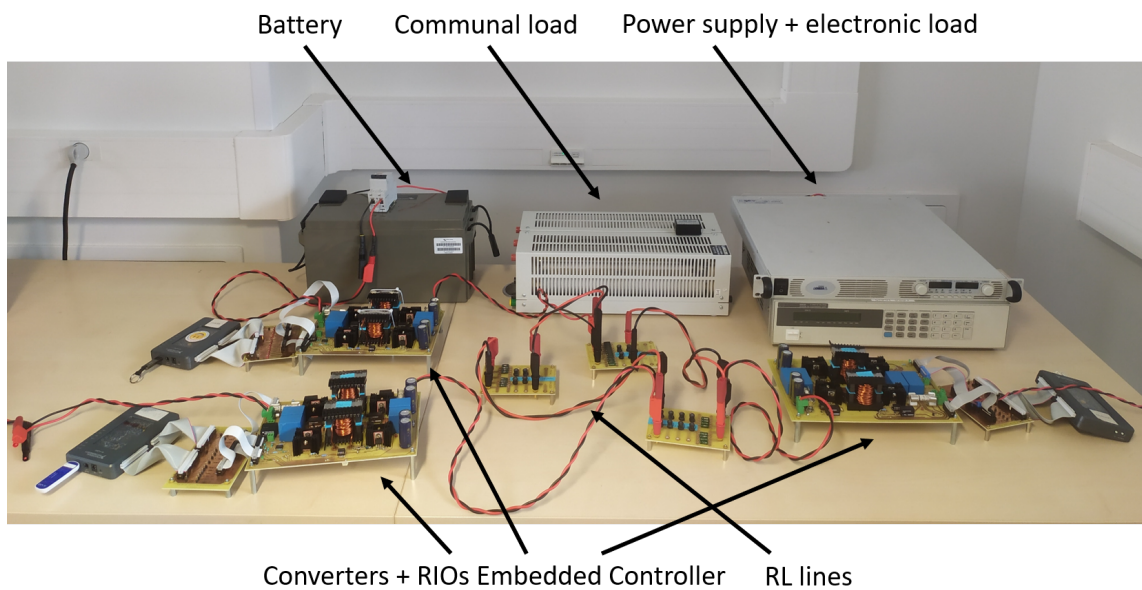 Battery
Communal load
Power supply + electronic load
Converters + RIOs Embedded Controller
RL lines